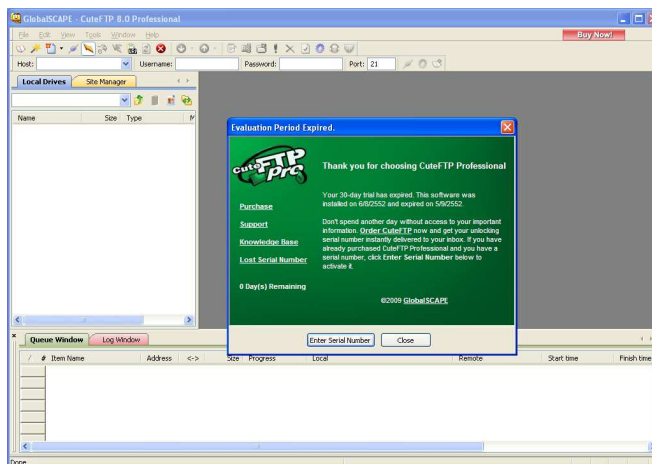 GlobalSCAPE - CuteFTP 8.0 Professional
File Edit View Tools Window Help
Buy Now!
Host: Username: Password: Port: 21
Local Drives Site Manager
Name Size Type M
Evaluation Period Expired.
cuteFTP pro
Thank you for choosing CuteFTP Professional
Your 30-day trial has expired. This software was
installed on 6/8/2552 and expired on 5/9/2552.
Purchase
Support
Knowledge Base
Lost Serial Number
Don't spend another day without access to your important
information. Order CuteFTP now and get your unlocking
serial number instantly delivered to your inbox. If you have
already purchased CuteFTP Professional and you have a
serial number, click Enter Serial Number below to
activate it.
0 Day(s) Remaining
©2009 GlobalSCAPE
Enter Serial Number Close
Queue Window Log Window
/ # Item Name Address <-> Size Progress Local Remote Start time Finish time
Done